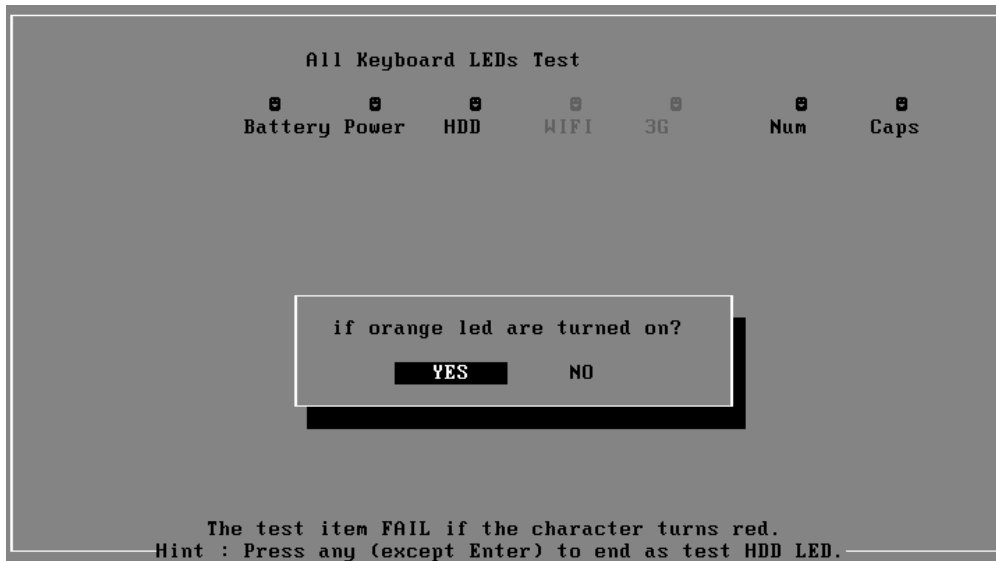 All Keyboard LEDs Test
Battery Power HDD WIFI 3G Num Caps
if orange led are turned on?
YES NO
The test item FAIL if the character turns red.
Hint : Press any (except Enter) to end as test HDD LED.